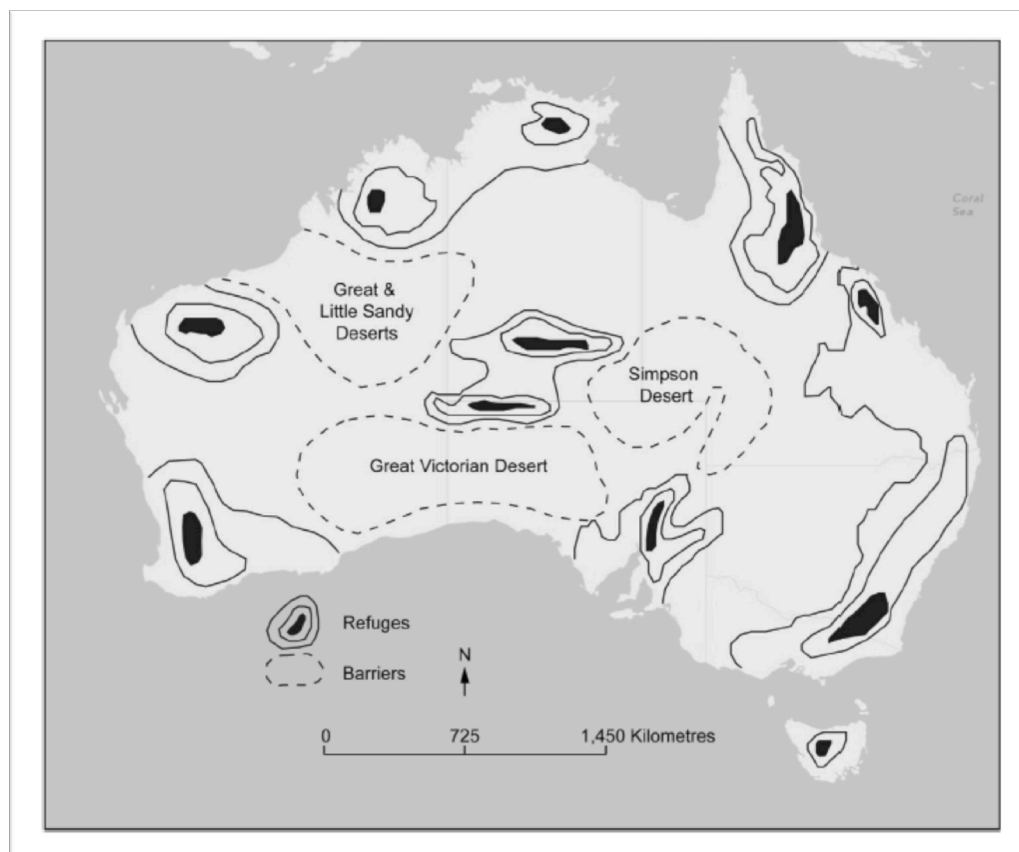 Coral
Sea
Great &
Little Sandy
Deserts
Simpson
Desert
Great Victorian Desert
Refuges
Barriers
N
0 725 1,450 Kilometres